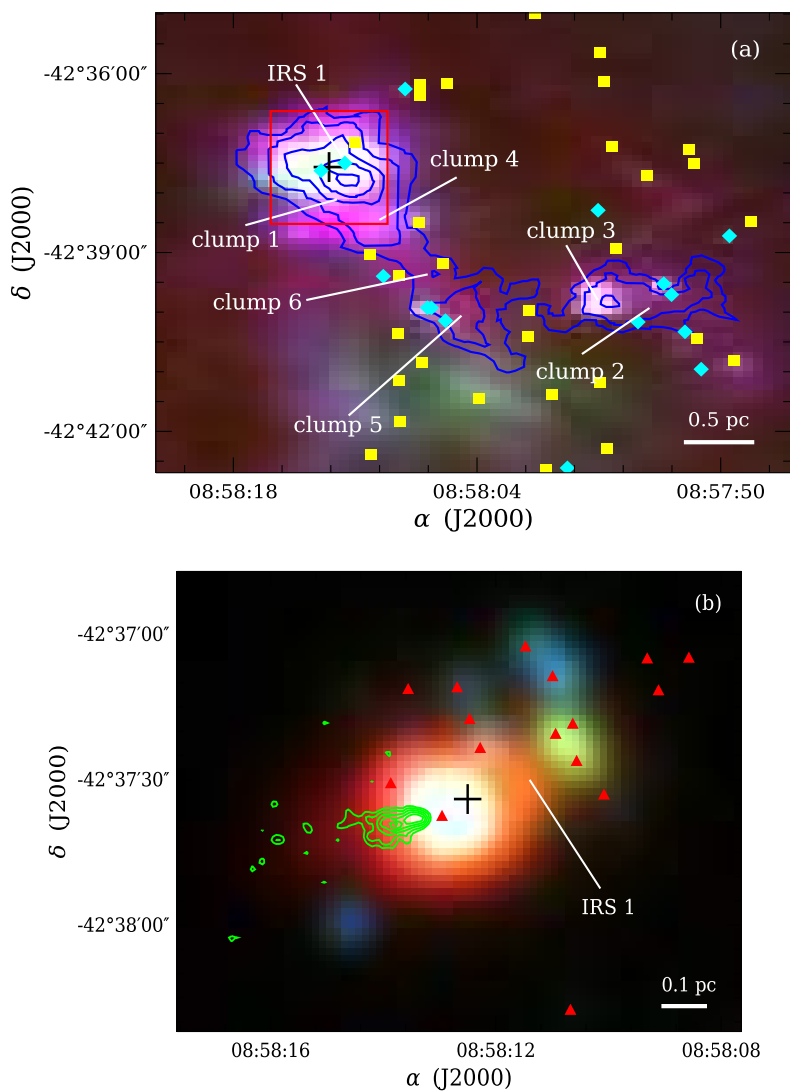 (a)
-42°36′00″
IRS 1
clump 4
clump 1
clump 3
-42°39′00″
δ (J2000)
clump 6
clump 2
clump 5
0.5 pc
-42°42′00″
08:58:18 08:58:04 08:57:50
α (J2000)
(b)
-42°37′00″
-42°37′30″
δ (J2000)
IRS 1
-42°38′00″
0.1 pc
08:58:16 08:58:12 08:58:08
α (J2000)